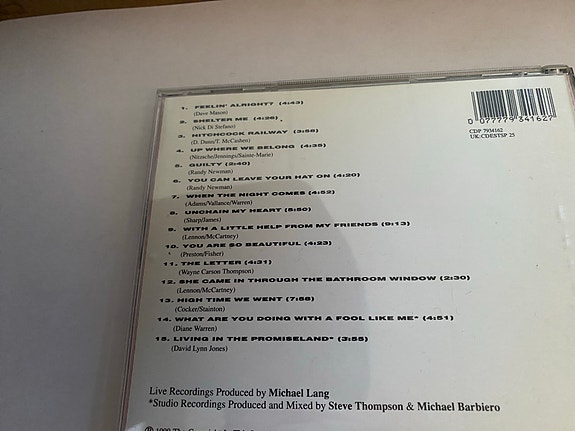 1. FEELIN' ALRIGHT? (4:43)
(Dave Mason)
2. SHELTER ME (4:26)
(Nick Di Stefano)
3. HITCHCOCK RAILWAY (3:58)
(D. Dunn/T. McCashen)
4. UP WHERE WE BELONG (4:35)
(Nitzsche/Jennings/Sainte-Marie)
5. GUILTY (2:40)
(Randy Newman)
6. YOU CAN LEAVE YOUR HAT ON (4:20)
(Randy Newman)
7. WHEN THE NIGHT COMES (4:52)
(Adams/Vallance/Warren)
8. UNCHAIN MY HEART (5:50)
(Sharp/James)
9. WITH A LITTLE HELP FROM MY FRIENDS (9:13)
(Lennon/McCartney)
10. YOU ARE SO BEAUTIFUL (4:23)
(Preston/Fisher)
11. THE LETTER (4:31)
(Wayne Carson Thompson)
12. SHE CAME IN THROUGH THE BATHROOM WINDOW (2:30)
(Lennon/McCartney)
13. HIGH TIME WE WENT (7:58)
(Cocker/Stainton)
14. WHAT ARE YOU DOING WITH A FOOL LIKE ME* (4:51)
(Diane Warren)
15. LIVING IN THE PROMISELAND* (3:55)
(David Lynn Jones)
0 077779 341627
CDP 7934162
UK:CDESTSP 25
Live Recordings Produced by Michael Lang
*Studio Recordings Produced and Mixed by Steve Thompson & Michael Barbiero